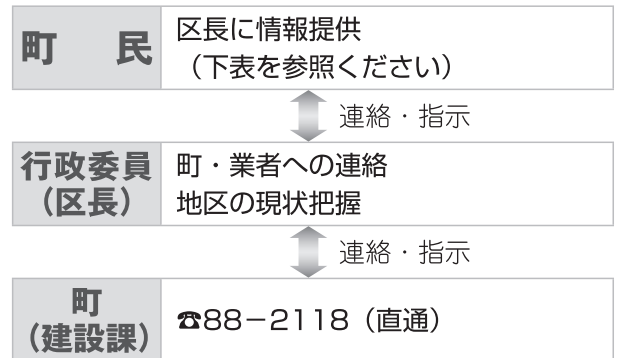 町　民
区長に情報提供
（下表を参照ください）
連絡・指示
行政委員
（区長）
町・業者への連絡
地区の現状把握
連絡・指示
町
（建設課）
☎88－2118（直通）